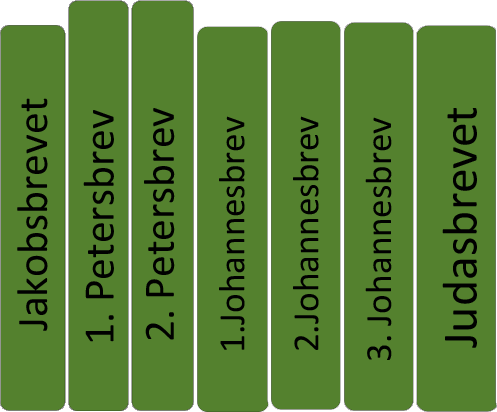 Jakobsbrevet
1. Petersbrev
2. Petersbrev
1.Johannesbrev
2.Johannesbrev
3. Johannesbrev
Judasbrevet